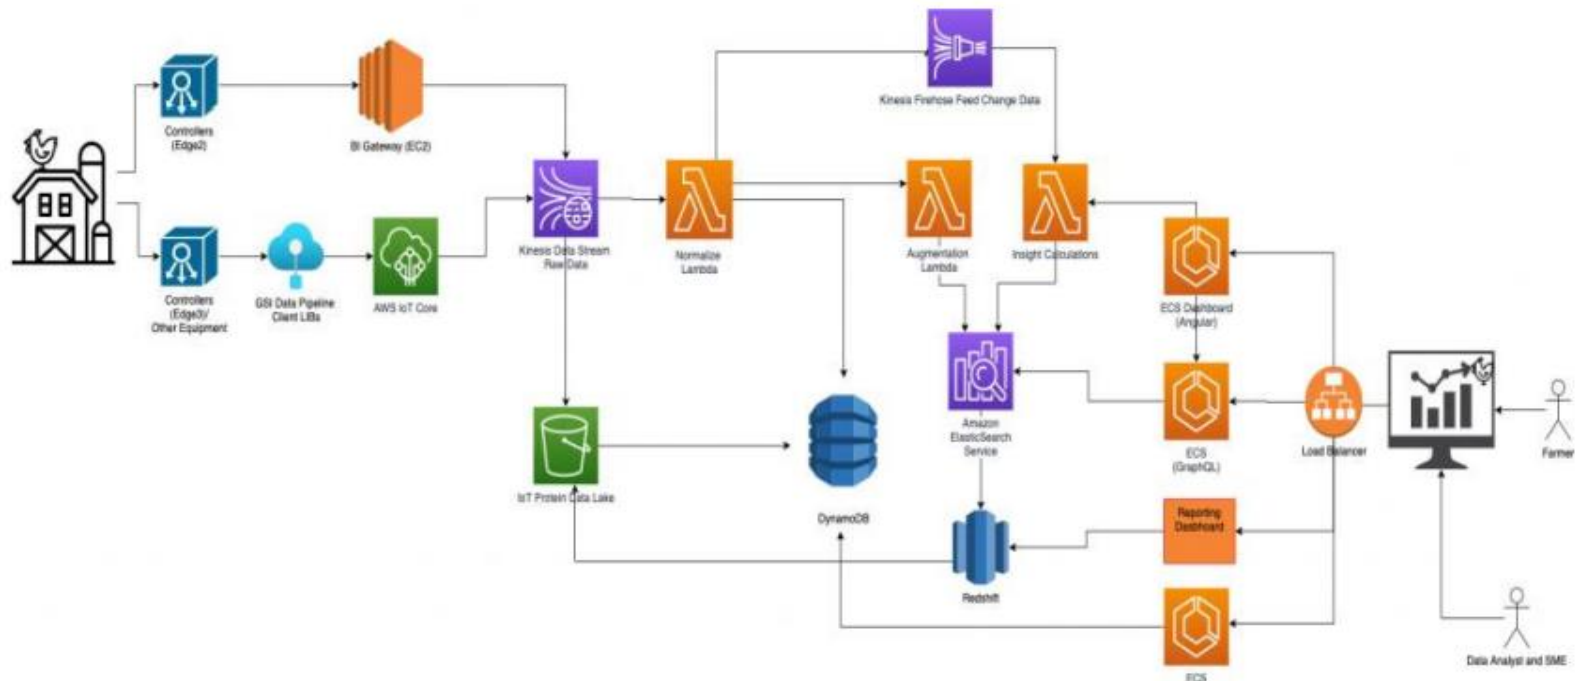 Controllers
(Edge2)
BI Gateway (EC2)
Kinesis Firehose Feed Change Data
Controllers
(Edge3)/
Other Equipment
GSI Data Pipeline
Client LIBs
AWS IoT Core
Kinesis Data Stream
Raw Data
Normalize
Lambda
Augmentation
Lambda
Insight Calculations
ECS Dashboard
(Angular)
Amazon
ElasticSearch
Service
ECS
(GraphQL)
Load Balancer
Farmer
IoT Protein Data Lake
DynamoDB
Reporting
Dasbhoard
Redshift
ECS
Data Analyst and SME